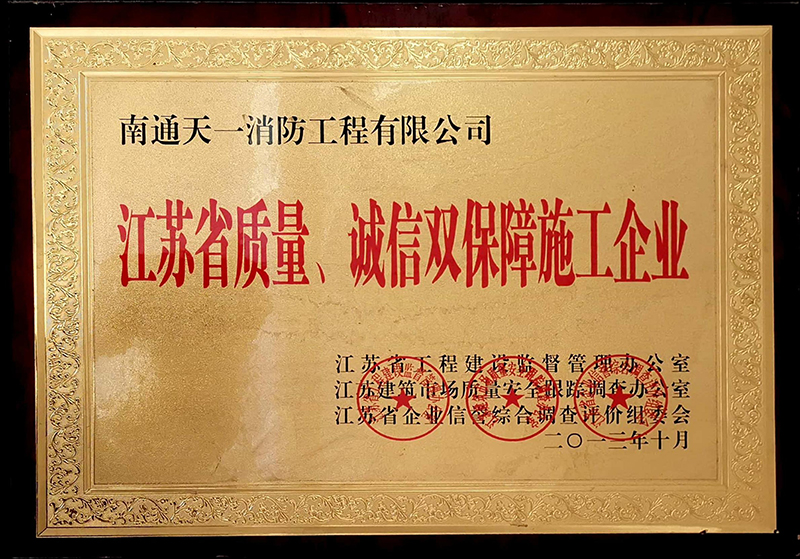 南通天一消防工程有限公司
江苏省质量、诚信双保障施工企业
江苏省工程建设监督管理办公室
江苏建筑市场质量安全跟踪调查办公室
江苏省企业信誉综合调查评价组委会
二〇一三年十月